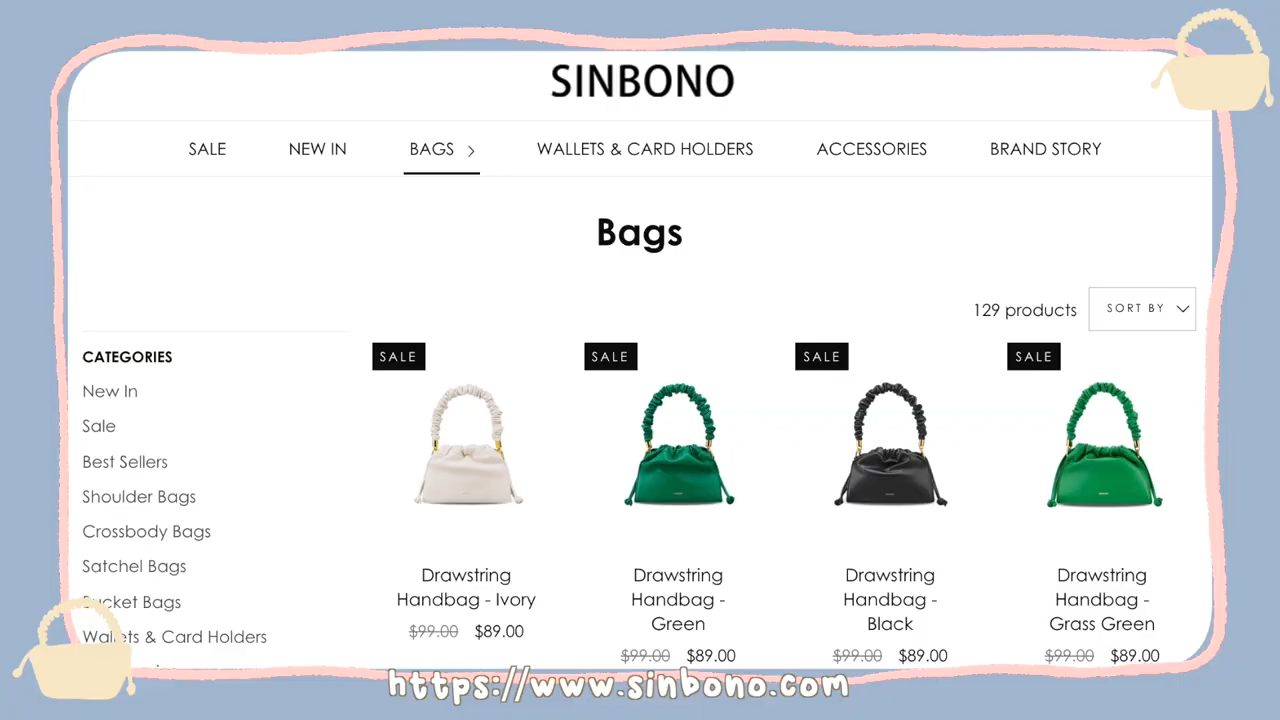 SINBONO
SALE NEW IN BAGS WALLETS & CARD HOLDERS ACCESSORIES BRAND STORY
Bags
129 products SORT BY
CATEGORIES
New In
Sale
Best Sellers
Shoulder Bags
Crossbody Bags
Satchel Bags
Bucket Bags
Wallets & Card Holders
SALE SALE SALE SALE
Drawstring
Handbag - Ivory
$99.00 $89.00
Drawstring
Handbag -
Green
$99.00 $89.00
Drawstring
Handbag -
Black
$99.00 $89.00
Drawstring
Handbag -
Grass Green
$99.00 $89.00
https://www.sinbono.com